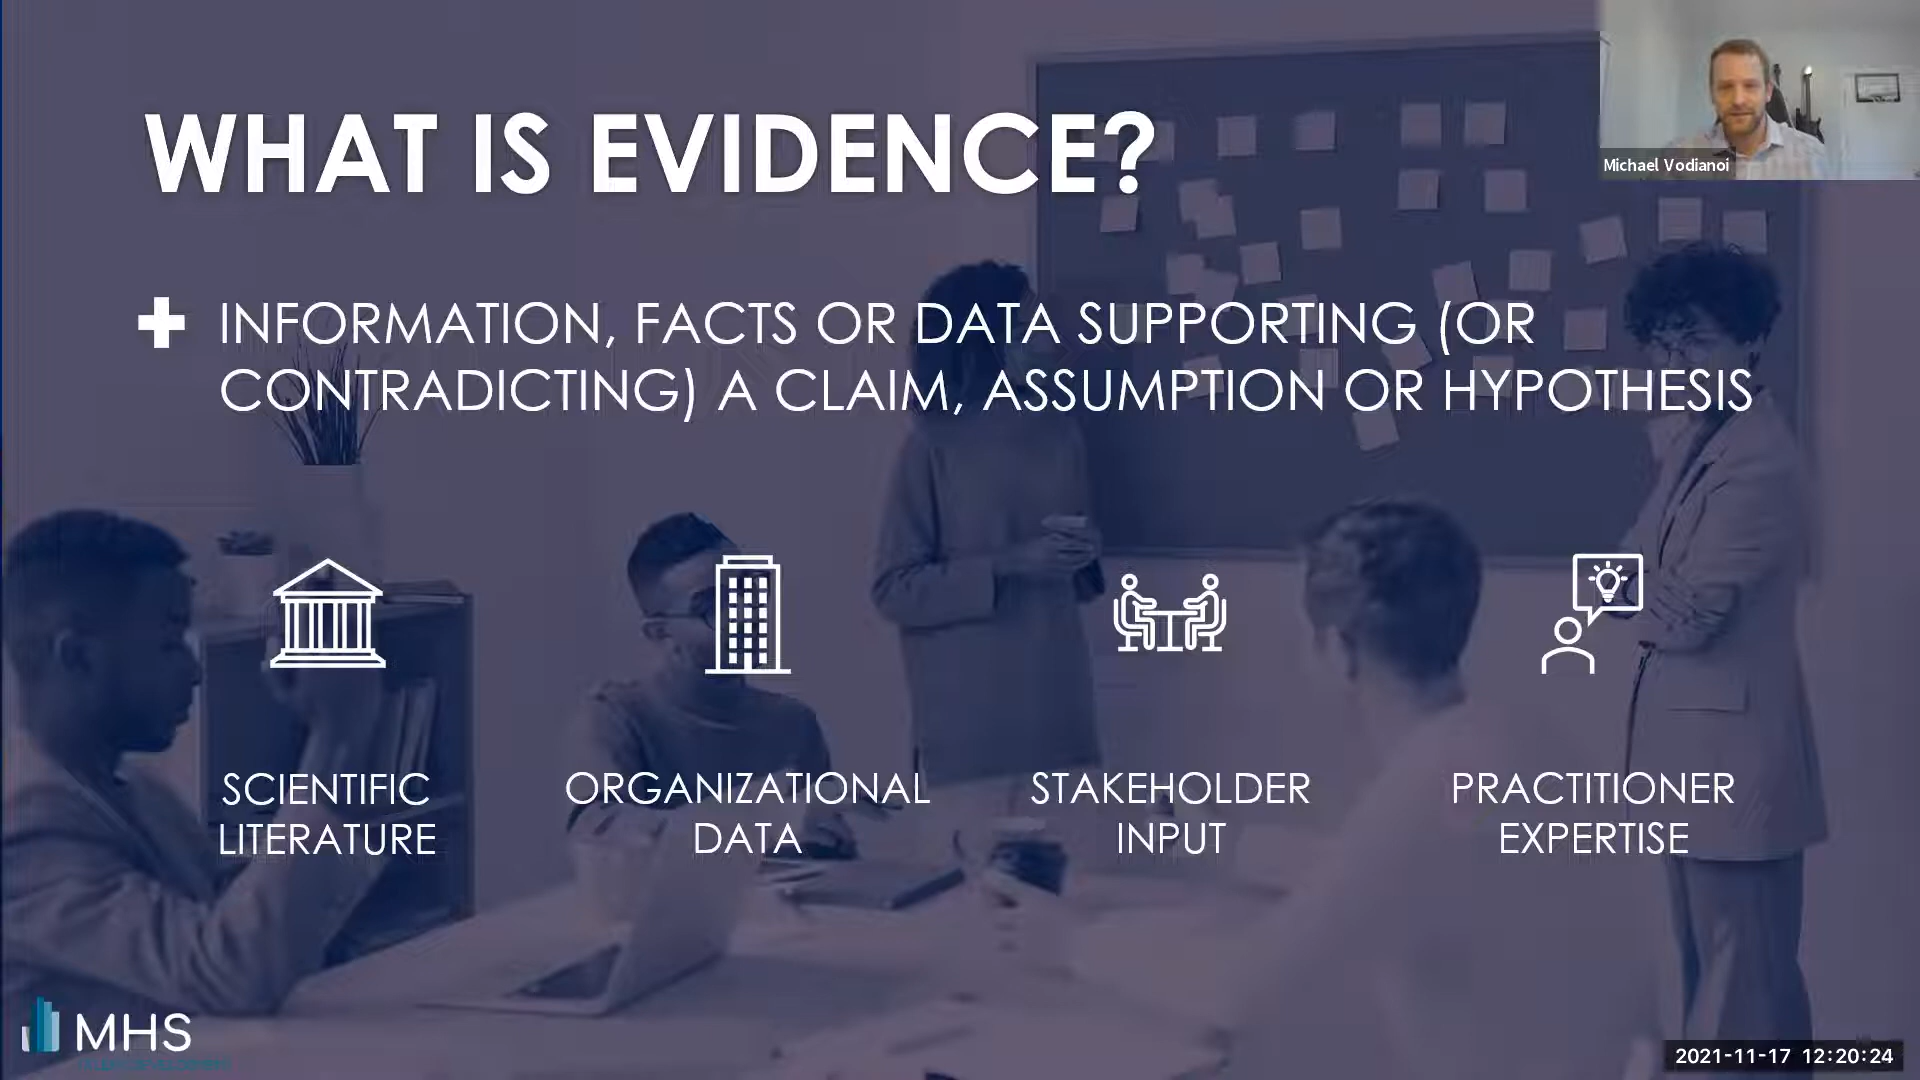 WHAT IS EVIDENCE?
Michael Vodianoi
INFORMATION, FACTS OR DATA SUPPORTING (OR
CONTRADICTING) A CLAIM, ASSUMPTION OR HYPOTHESIS
SCIENTIFIC
LITERATURE
ORGANIZATIONAL
DATA
STAKEHOLDER
INPUT
PRACTITIONER
EXPERTISE
MHS
2021-11-17 12:20:24